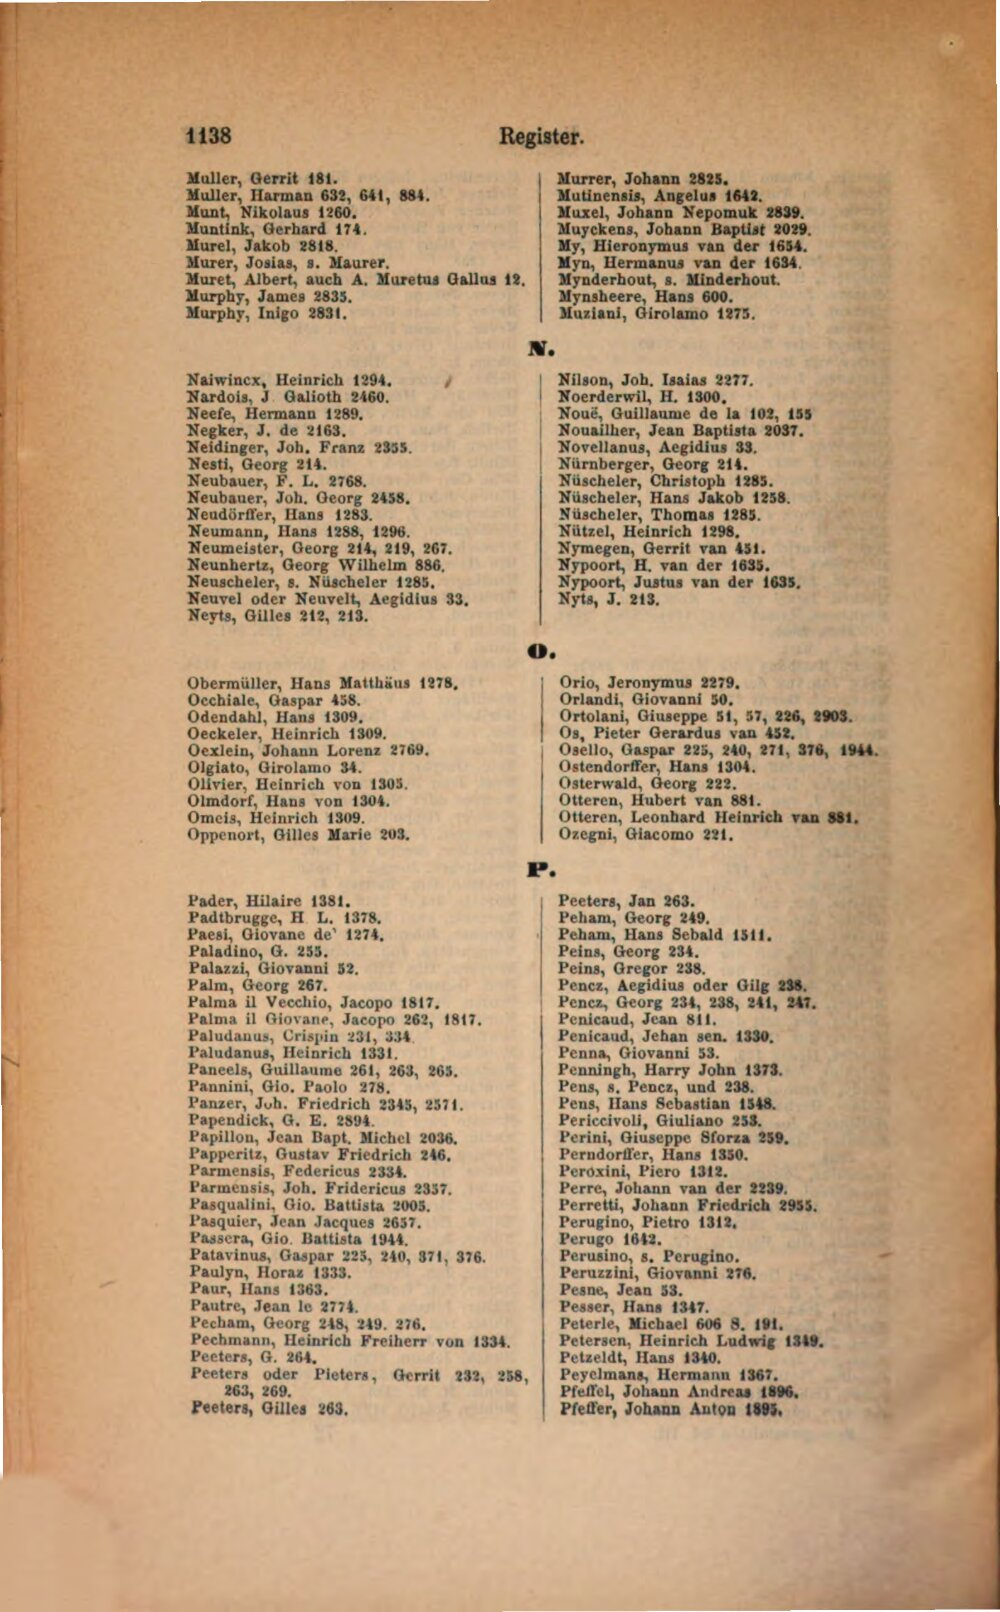 1138
Register.
Muller, Gerrit 181.
Muller, Harman 632, 641, 884.
Munt, Nikolaus 1260.
Muntink, Gerhard 174.
Murel, Jakob 2818.
Murer, Josias, s. Maurer.
Muret, Albert, auch A. Muretus Gallus 12.
Murphy, James 2835.
Murphy, Inigo 2831.
Murrer, Johann 2825.
Mutinensis, Angelus 1642.
Muxel, Johann Nepomuk 2839.
Muyckens, Johann Baptist 2029.
My, Hieronymus van der 1654.
Myn, Hermanus van der 1634.
Mynderhout, s. Minderhout.
Mynsheere, Hans 600.
Muziani, Girolamo 1275.
N.
Naiwincx, Heinrich 1294.
Nardois, J. Galioth 2460.
Neefe, Hermann 1289.
Negker, J. de 2163.
Neidinger, Joh. Franz 2355.
Nesti, Georg 214.
Neubauer, F. L. 2768.
Neubauer, Joh. Georg 2458.
Neudörffer, Hans 1283.
Neumann, Hans 1288, 1296.
Neumeister, Georg 214, 219, 267.
Neunhertz, Georg Wilhelm 886.
Neuscheler, s. Nüscheler 1285.
Neuvel oder Neuvelt, Aegidius 33.
Neyts, Gilles 212, 213.
Nilson, Joh. Isaias 2277.
Noerderwil, H. 1300.
Nouë, Guillaume de la 102, 155
Nouailher, Jean Baptista 2037.
Novellanus, Aegidius 33.
Nürnberger, Georg 214.
Nüscheler, Christoph 1285.
Nüscheler, Hans Jakob 1258.
Nüscheler, Thomas 1285.
Nützel, Heinrich 1298.
Nymegen, Gerrit van 451.
Nypoort, H. van der 1635.
Nypoort, Justus van der 1635.
Nyts, J. 213.
O.
Obermüller, Hans Matthäus 1278.
Occhiale, Gaspar 458.
Odendahl, Hans 1309.
Oeckeler, Heinrich 1309.
Oexlein, Johann Lorenz 2769.
Olgiato, Girolamo 34.
Olivier, Heinrich von 1305.
Olmdorf, Hans von 1304.
Omeis, Heinrich 1309.
Oppenort, Gilles Marie 203.
Orio, Jeronymus 2279.
Orlandi, Giovanni 50.
Ortolani, Giuseppe 51, 57, 226, 2903.
Os, Pieter Gerardus van 452.
Osello, Gaspar 225, 240, 271, 376, 1944.
Ostendorffer, Hans 1304.
Osterwald, Georg 222.
Otteren, Hubert van 881.
Otteren, Leonhard Heinrich van 881.
Ozegni, Giacomo 221.
P.
Pader, Hilaire 1381.
Padtbrugge, H L. 1378.
Paesi, Giovane de' 1274.
Paladino, G. 255.
Palazzi, Giovanni 52.
Palm, Georg 267.
Palma il Vecchio, Jacopo 1817.
Palma il Giovane, Jacopo 262, 1817.
Paludanus, Crispin 231, 334
Paludanus, Heinrich 1331.
Paneels, Guillaume 261, 263, 265.
Pannini, Gio. Paolo 278.
Panzer, Joh. Friedrich 2345, 2571.
Papendick, G. E. 2894.
Papillon, Jean Bapt. Michel 2036.
Papperitz, Gustav Friedrich 246.
Parmensis, Federicus 2334.
Parmensis, Joh. Fridericus 2357.
Pasqualini, Gio. Battista 2005.
Pasquier, Jean Jacques 2657.
Passera, Gio. Battista 1944.
Patavinus, Gaspar 225, 240, 371, 376.
Paulyn, Horaz 1333.
Paur, Hans 1363.
Pautre, Jean le 2774.
Pecham, Georg 248, 249. 276.
Pechmann, Heinrich Freiherr von 1334.
Peeters, G. 264.
Peeters oder Pieters, Gerrit 232, 258,
263, 269.
Peeters, Gilles 263.
Peeters, Jan 263.
Peham, Georg 249.
Peham, Hans Sebald 1511.
Peins, Georg 234.
Peins, Gregor 238.
Pencz, Aegidius oder Gilg 238.
Pencz, Georg 234, 238, 241, 247.
Penicaud, Jean 811.
Penicaud, Jehan sen. 1330.
Penna, Giovanni 53.
Penningh, Harry John 1373.
Pens, s. Pencz, und 238.
Pens, Hans Sebastian 1548.
Periccivoli, Giuliano 253.
Perini, Giuseppe Sforza 259.
Perndorffer, Hans 1350.
Peroxini, Piero 1312.
Perre, Johann van der 2239.
Perretti, Johann Friedrich 2955.
Perugino, Pietro 1312.
Perugo 1642.
Perusino, s. Perugino.
Peruzzini, Giovanni 276.
Pesne, Jean 53.
Pesser, Hans 1347.
Peterle, Michael 606 S. 191.
Petersen, Heinrich Ludwig 1349.
Petzeldt, Hans 1340.
Peyelmans, Hermann 1367.
Pfeffel, Johann Andreas 1896.
Pfeffer, Johann Anton 1895.